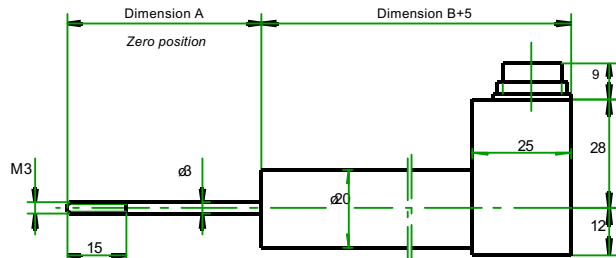 Dimension A
Dimension B+5
Zero position
9
M3
ø3
25
28
ø20
12
15